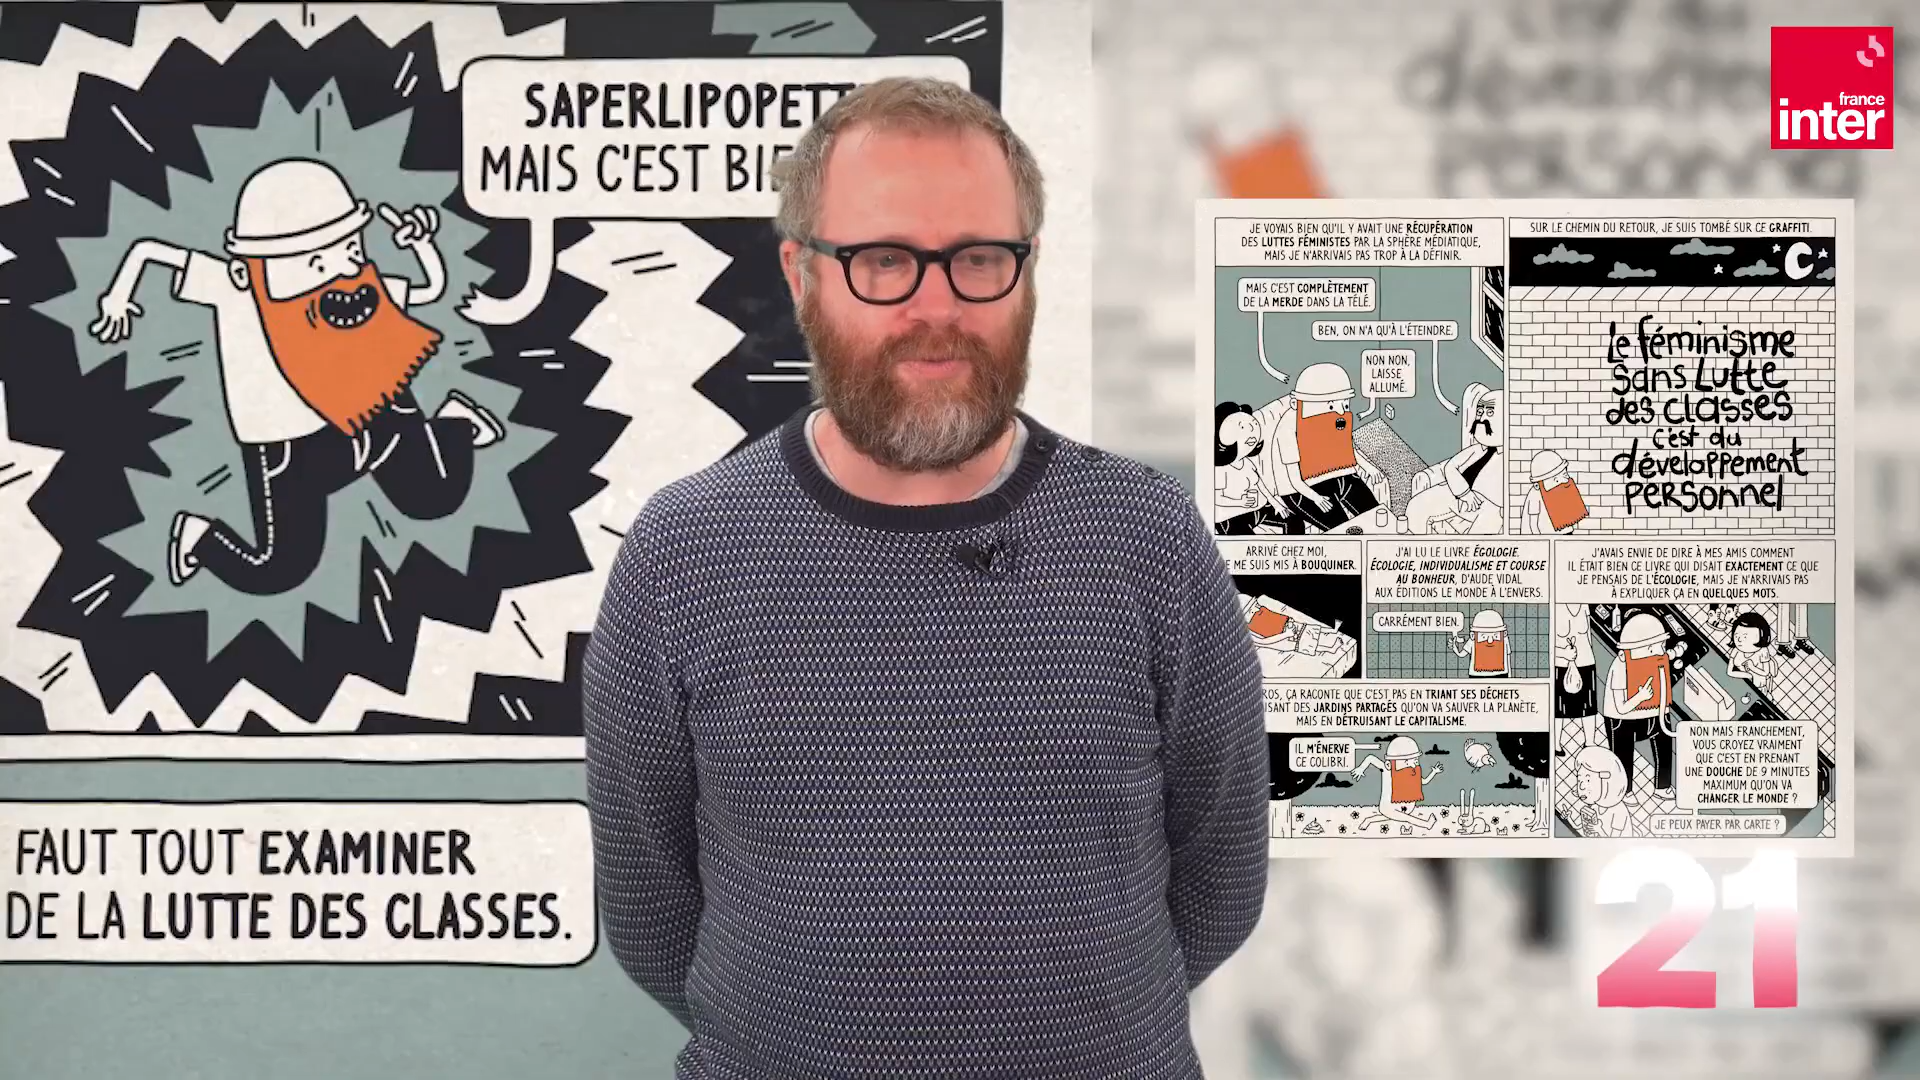 SAPERLIPOPETT
MAIS C'EST BIE
FAUT TOUT EXAMINER
DE LA LUTTE DES CLASSES.
france
inter
JE VOYAIS BIEN QU'IL Y AVAIT UNE RÉCUPÉRATION
DES LUTTES FÉMINISTES PAR LA SPHÈRE MÉDIATIQUE,
MAIS JE N'ARRIVAIS PAS TROP À LA DÉFINIR.
MAIS C'EST COMPLÈTEMENT
DE LA MERDE DANS LA TÉLÉ.
BEN, ON N'A QU'À L'ÉTEINDRE.
NON NON,
LAISSE
ALLUMÉ.
SUR LE CHEMIN DU RETOUR, JE SUIS TOMBÉ SUR CE GRAFFITI.
Le féminisme
sans lutte
des classes
c'est du
développement
personnel
ARRIVÉ CHEZ MOI,
E ME SUIS MIS À BOUQUINER.
J'AI LU LE LIVRE ÉGOLOGIE.
ÉCOLOGIE, INDIVIDUALISME ET COURSE
AU BONHEUR, D'AUDE VIDAL
AUX ÉDITIONS LE MONDE À L'ENVERS.
CARRÉMENT BIEN.
J'AVAIS ENVIE DE DIRE À MES AMIS COMMENT
IL ÉTAIT BIEN CE LIVRE QUI DISAIT EXACTEMENT CE QUE
JE PENSAIS DE L'ÉCOLOGIE, MAIS JE N'ARRIVAIS PAS
À EXPLIQUER ÇA EN QUELQUES MOTS.
ROS, ÇA RACONTE QUE C'EST PAS EN TRIANT SES DÉCHETS
ISANT DES JARDINS PARTAGÉS QU'ON VA SAUVER LA PLANÈTE,
MAIS EN DÉTRUISANT LE CAPITALISME.
IL M'ÉNERVE
CE COLIBRI.
NON MAIS FRANCHEMENT,
VOUS CROYEZ VRAIMENT
QUE C'EST EN PRENANT
UNE DOUCHE DE 9 MINUTES
MAXIMUM QU'ON VA
CHANGER LE MONDE ?
JE PEUX PAYER PAR CARTE ?
21